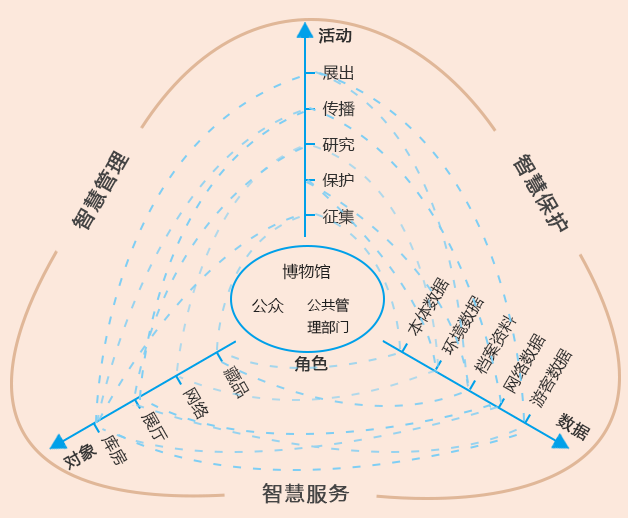 活动
展出
传播
研究
保护
征集
智慧管理
智慧保护
博物馆
公众
公共管
理部门
角色
本体数据
环境数据
档案资料
网络数据
游客数据
数据
藏品
网络
展厅
库房
对象
智慧服务